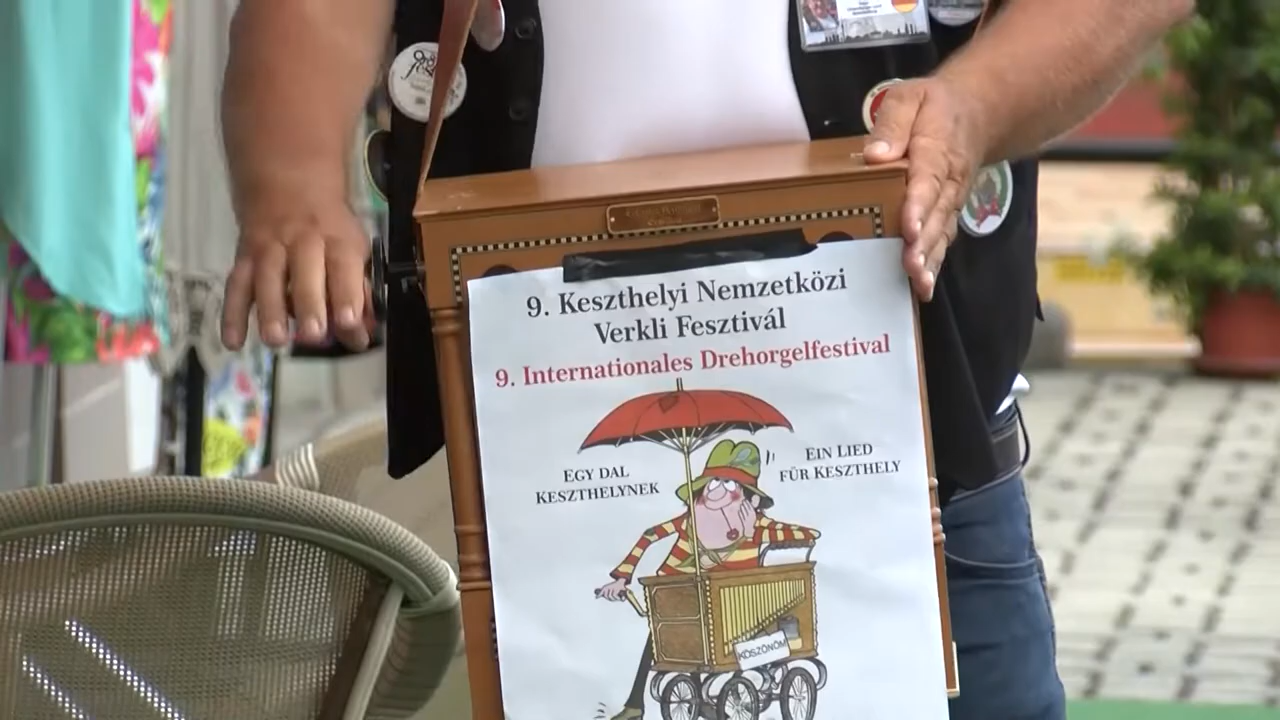 9. Keszthelyi Nemzetközi
Verkli Fesztivál
9. Internationales Drehorgelfestival
EGY DAL
KESZTHELYNEK
EIN LIED
FÜR KESZTHELY
KÖSZÖNÖM